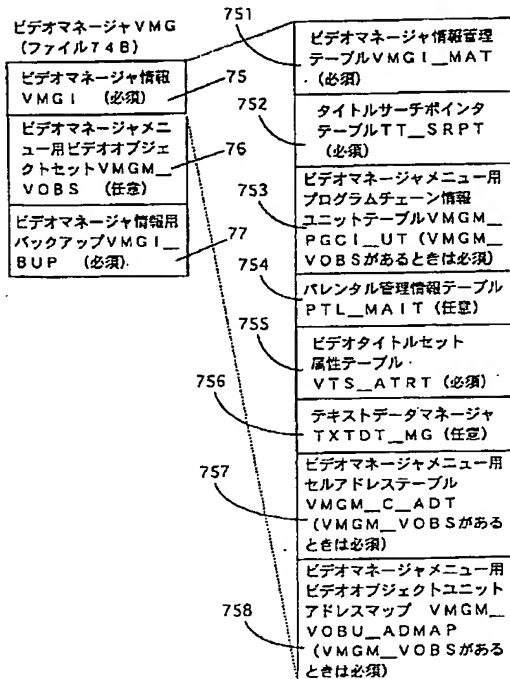 ビデオマネージャVMG
(ファイル74B)
ビデオマネージャ情報
VMGI (必須)
75
ビデオマネージャメニ
ュー用ビデオオブジェ
クトセットVMGM__
VOBS (任意)
76
ビデオマネージャ情報用
バックアップVMGI__
BUP (必須)
77
751
ビデオマネージャ情報管理
テーブルVMGI__MAT
(必須)
752
タイトルサーチポインタ
テーブルTT__SRPT
(必須)
753
ビデオマネージャメニュー用
プログラムチェーン情報
ユニットテーブルVMGM__
PGCI__UT (VMGM__
VOBSがあるときは必須)
754
パレンタル管理情報テーブル
PTL__MAIT (任意)
755
ビデオタイトルセット
属性テーブル
VTS__ATRT (必須)
756
テキストデータマネージャ
TXTDT__MG (任意)
757
ビデオマネージャメニュー用
セルアドレステーブル
VMGM__C__ADT
(VMGM__VOBSがある
ときは必須)
758
ビデオマネージャメニュー用
ビデオオブジェクトユニット
アドレスマップ VMGM__
VOBU__ADMAP
(VMGM__VOBSがある
ときは必須)